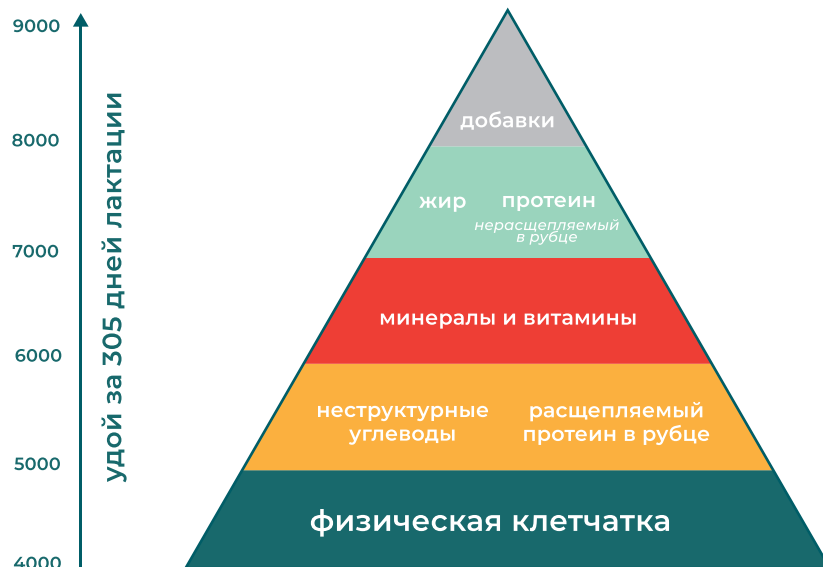 9000
8000
7000
6000
5000
4000
удой за 305 дней лактации
добавки
жир
протеин
нерасщепляемый
в рубце
минералы и витамины
неструктурные
углеводы
расщепляемый
протеин в рубце
физическая клетчатка